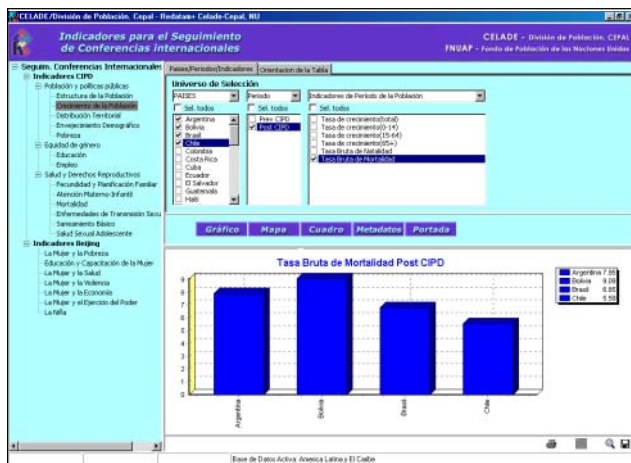 CELADE/División de Población. Cepal - Redatam+ Celade-Cepal, NU
Indicadores para el Seguimiento
de Conferencias internacionales
CELADE - División de Población. CEPAL
FNUAP - Fondo de Población de las Naciones Unidas
Seguim. Conferencias Internacionales
Indicadores CIPD
Población y políticas públicas
Estructura de la Población
Crecimiento de la Población
Distribución Territorial
Envejecimiento Demográfico
Pobreza
Equidad de género
Educación
Empleo
Salud y Derechos Reproductivos
Fecundidad y Planificación Familiar
Atención Materno-Infantil
Mortalidad
Enfermedades de Transmisión Sexu
Saneamiento Básico
Salud Sexual Adolescente
Indicadores Beijing
La Mujer y la Pobreza
Educación y Capacitación de la Mujer
La Mujer y la Salud
La Mujer y la Violencia
La Mujer y la Economía
La Mujer y el Ejercicio del Poder
La Niña
Paises/Periodos/Indicadores
Orientacion de la Tabla
Universo de Selección
PAISES
Sel. todos
Argentina
Bolivia
Brasil
Chile
Colombia
Costa Rica
Cuba
Ecuador
El Salvador
Guatemala
Haití
Periodo
Sel. todos
Prev CIPD
Post CIPD
Indicadores de Período de la Población
Sel. todos
Tasa de crecimiento(total)
Tasa de crecimiento(0-14)
Tasa de crecimiento(15-64)
Tasa de crecimiento(65+)
Tasa Bruta de Natalidad
Tasa Bruta de Mortalidad
Gráfico
Mapa
Cuadro
Metadatos
Portada
Tasa Bruta de Mortalidad Post CIPD
9
8
7
6
5
4
3
2
1
0
Argentina
Bolivia
Brasil
Chile
Argentina 7.95
Bolivia 9.09
Brasil 6.85
Chile 5.59
Base de Datos Activa: America Latina y El Caribe